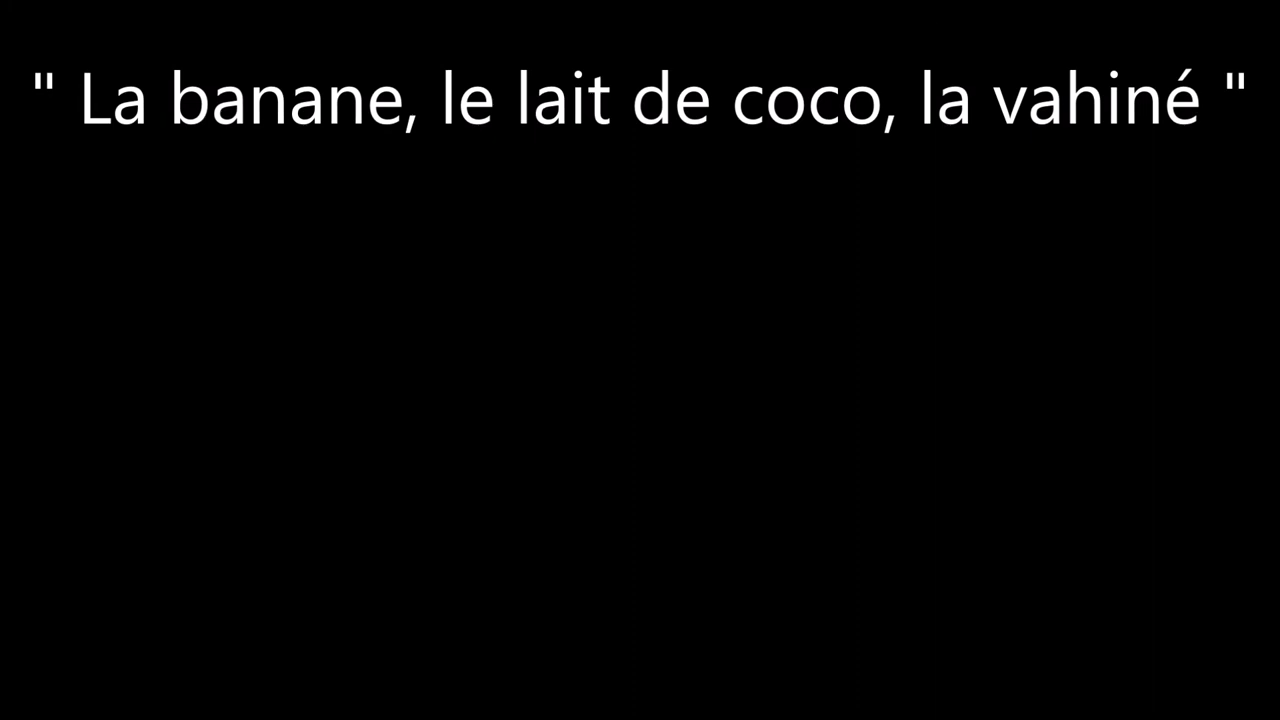 " La banane, le lait de coco, la vahiné "